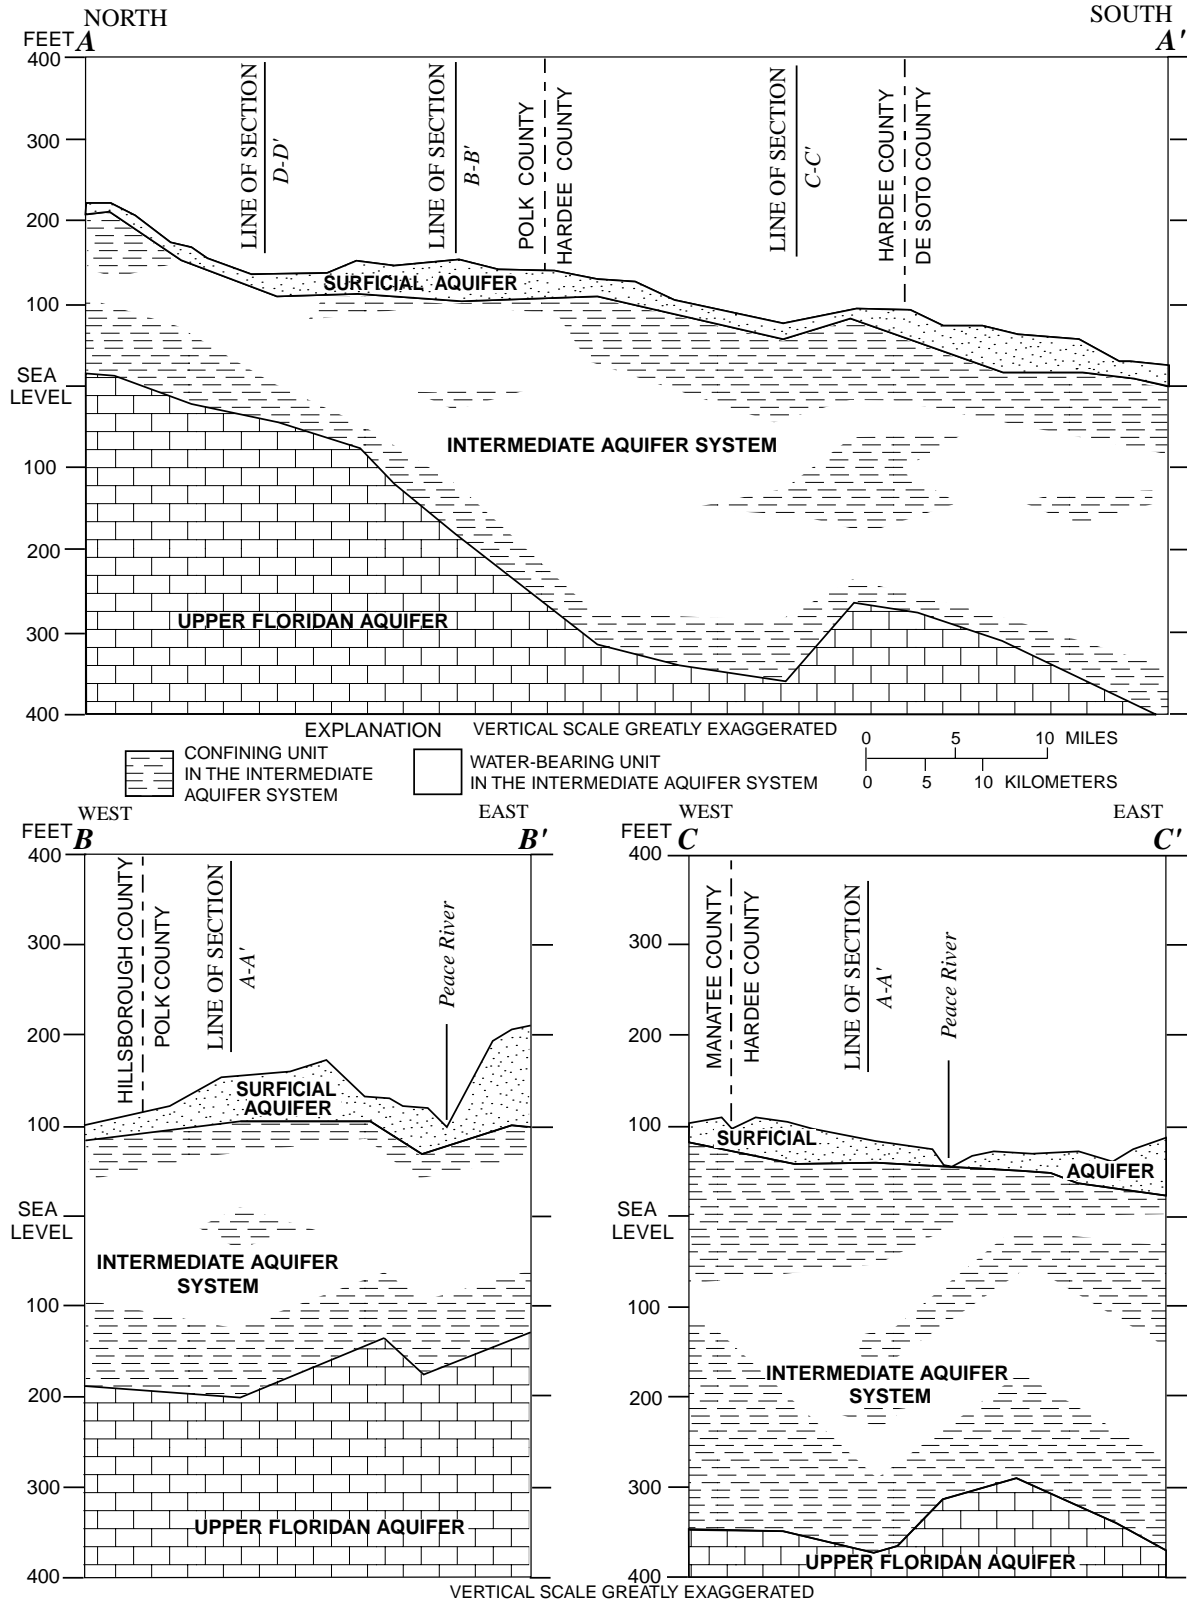 NORTH
SOUTH
FEET A
A'
400
300
200
100
SEA
LEVEL
100
200
300
400
LINE OF SECTION
D-D'
LINE OF SECTION
B-B'
POLK COUNTY
HARDEE COUNTY
LINE OF SECTION
C-C'
HARDEE COUNTY
DE SOTO COUNTY
SURFICIAL AQUIFER
INTERMEDIATE AQUIFER SYSTEM
UPPER FLORIDAN AQUIFER
EXPLANATION
VERTICAL SCALE GREATLY EXAGGERATED
CONFINING UNIT
IN THE INTERMEDIATE
AQUIFER SYSTEM
WATER-BEARING UNIT
IN THE INTERMEDIATE AQUIFER SYSTEM
0 5 10 MILES
0 5 10 KILOMETERS
WEST
EAST
FEET B
B'
400
300
200
100
SEA
LEVEL
100
200
300
400
HILLSBOROUGH COUNTY
POLK COUNTY
LINE OF SECTION
A-A'
Peace River
SURFICIAL
AQUIFER
INTERMEDIATE AQUIFER
SYSTEM
UPPER FLORIDAN AQUIFER
WEST
EAST
FEET C
C'
400
300
200
100
SEA
LEVEL
100
200
300
400
MANATEE COUNTY
HARDEE COUNTY
LINE OF SECTION
A-A'
Peace River
SURFICIAL
AQUIFER
INTERMEDIATE AQUIFER
SYSTEM
UPPER FLORIDAN AQUIFER
VERTICAL SCALE GREATLY EXAGGERATED